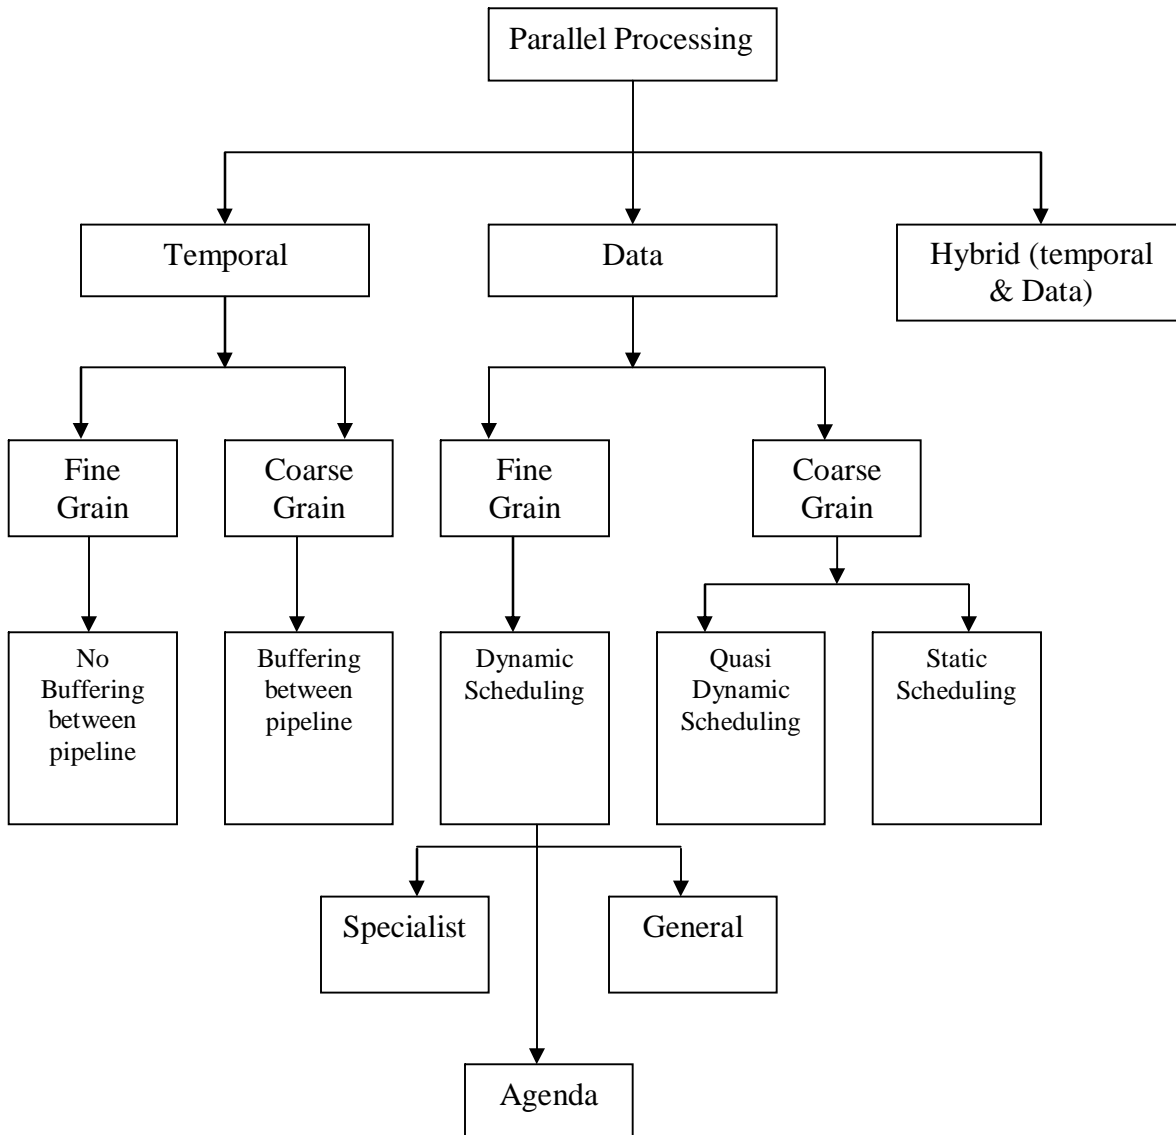 Parallel Processing
Temporal
Data
Hybrid (temporal
& Data)
Fine
Grain
Coarse
Grain
Fine
Grain
Coarse
Grain
No
Buffering
between
pipeline
Buffering
between
pipeline
Dynamic
Scheduling
Quasi
Dynamic
Scheduling
Static
Scheduling
Specialist
General
Agenda